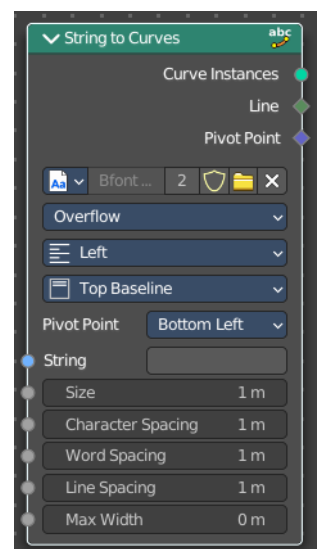 String to Curves
abc
Curve Instances
Line
Pivot Point
Aa Bfont ... 2
Overflow
Left
Top Baseline
Pivot Point Bottom Left
String
Size 1 m
Character Spacing 1 m
Word Spacing 1 m
Line Spacing 1 m
Max Width 0 m